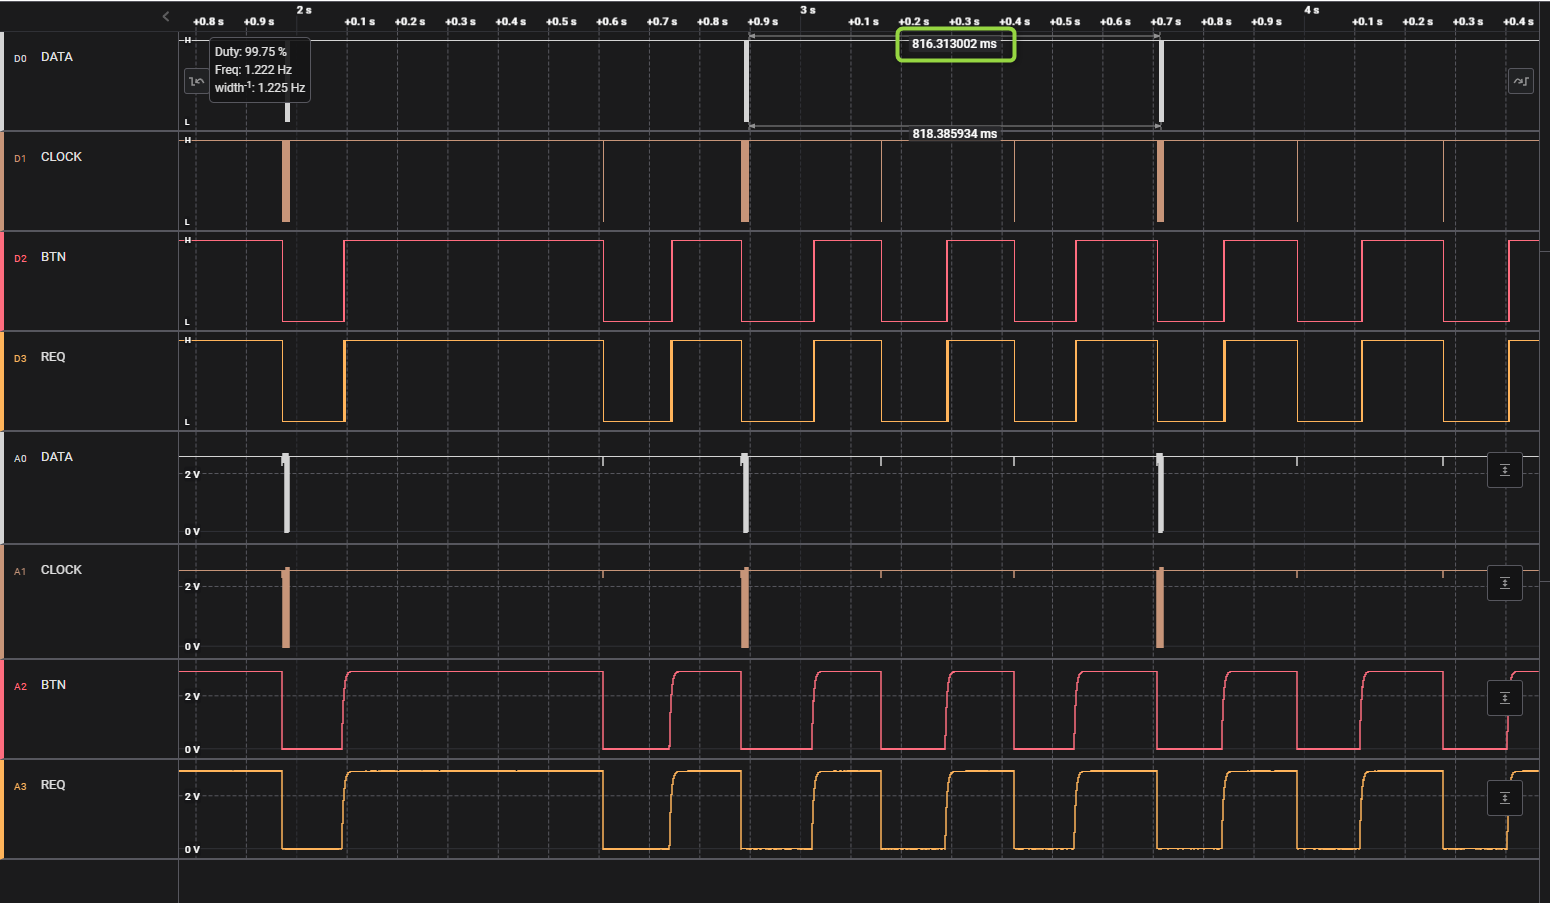 2 s 3 s 4 s
+0.8 s +0.9 s +0.1 s +0.2 s +0.3 s +0.4 s +0.5 s +0.6 s +0.7 s +0.8 s +0.9 s +0.1 s +0.2 s +0.3 s +0.4 s +0.5 s +0.6 s +0.7 s +0.8 s +0.9 s +0.1 s +0.2 s +0.3 s +0.4 s
816.313002 ms
D0 DATA H
Duty: 99.75 %
Freq: 1.222 Hz
width⁻¹: 1.225 Hz
L
818.385934 ms
D1 CLOCK H
L
D2 BTN H
L
D3 REQ H
L
A0 DATA
2 V
0 V
A1 CLOCK
2 V
0 V
A2 BTN
2 V
0 V
A3 REQ
2 V
0 V